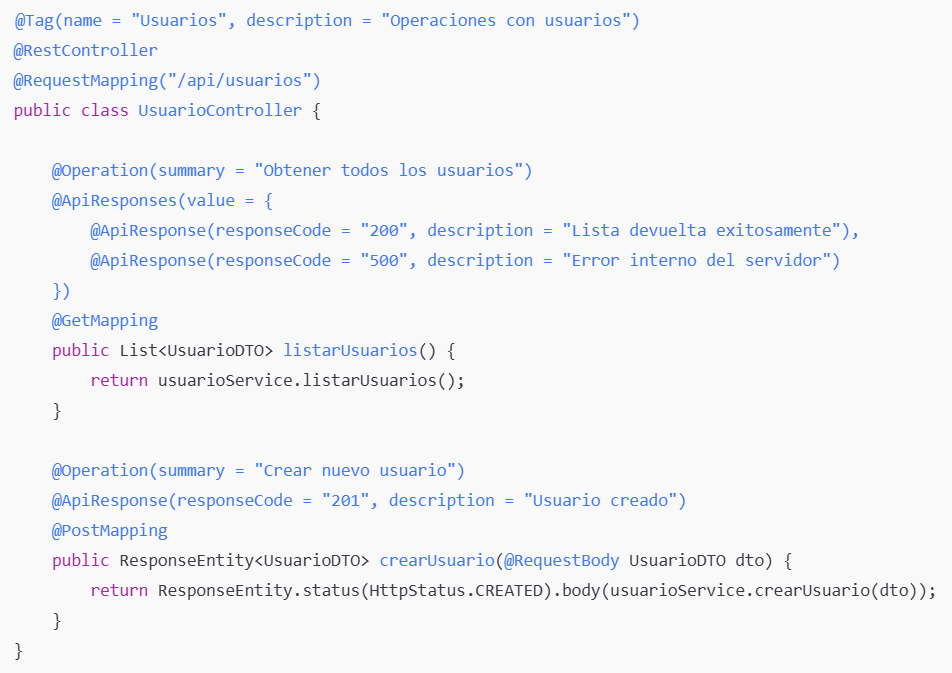 @Tag(name = "Usuarios", description = "Operaciones con usuarios")
@RestController
@RequestMapping("/api/usuarios")
public class UsuarioController {

    @Operation(summary = "Obtener todos los usuarios")
    @ApiResponses(value = {
        @ApiResponse(responseCode = "200", description = "Lista devuelta exitosamente"),
        @ApiResponse(responseCode = "500", description = "Error interno del servidor")
    })
    @GetMapping
    public List<UsuarioDTO> listarUsuarios() {
        return usuarioService.listarUsuarios();
    }

    @Operation(summary = "Crear nuevo usuario")
    @ApiResponse(responseCode = "201", description = "Usuario creado")
    @PostMapping
    public ResponseEntity<UsuarioDTO> crearUsuario(@RequestBody UsuarioDTO dto) {
        return ResponseEntity.status(HttpStatus.CREATED).body(usuarioService.crearUsuario(dto));
    }
}